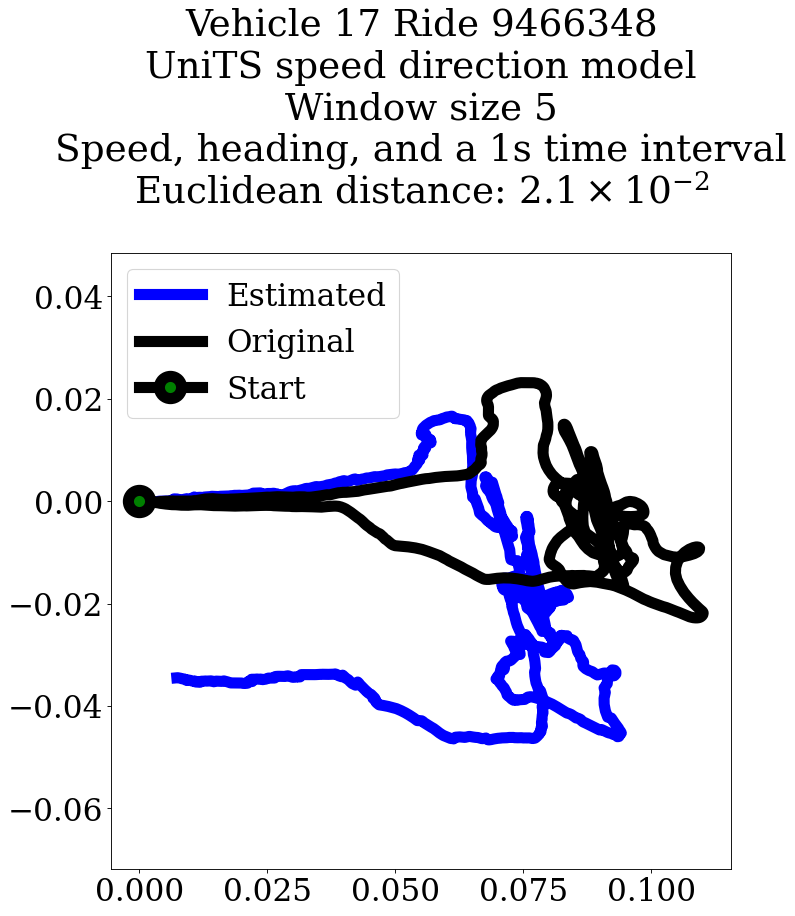 Vehicle 17 Ride 9466348
UniTS speed direction model
Window size 5
Speed, heading, and a 1s time interval
Euclidean distance: 2.1 × 10⁻²
Estimated
Original
Start
0.04
0.02
0.00
−0.02
−0.04
−0.06
0.000 0.025 0.050 0.075 0.100